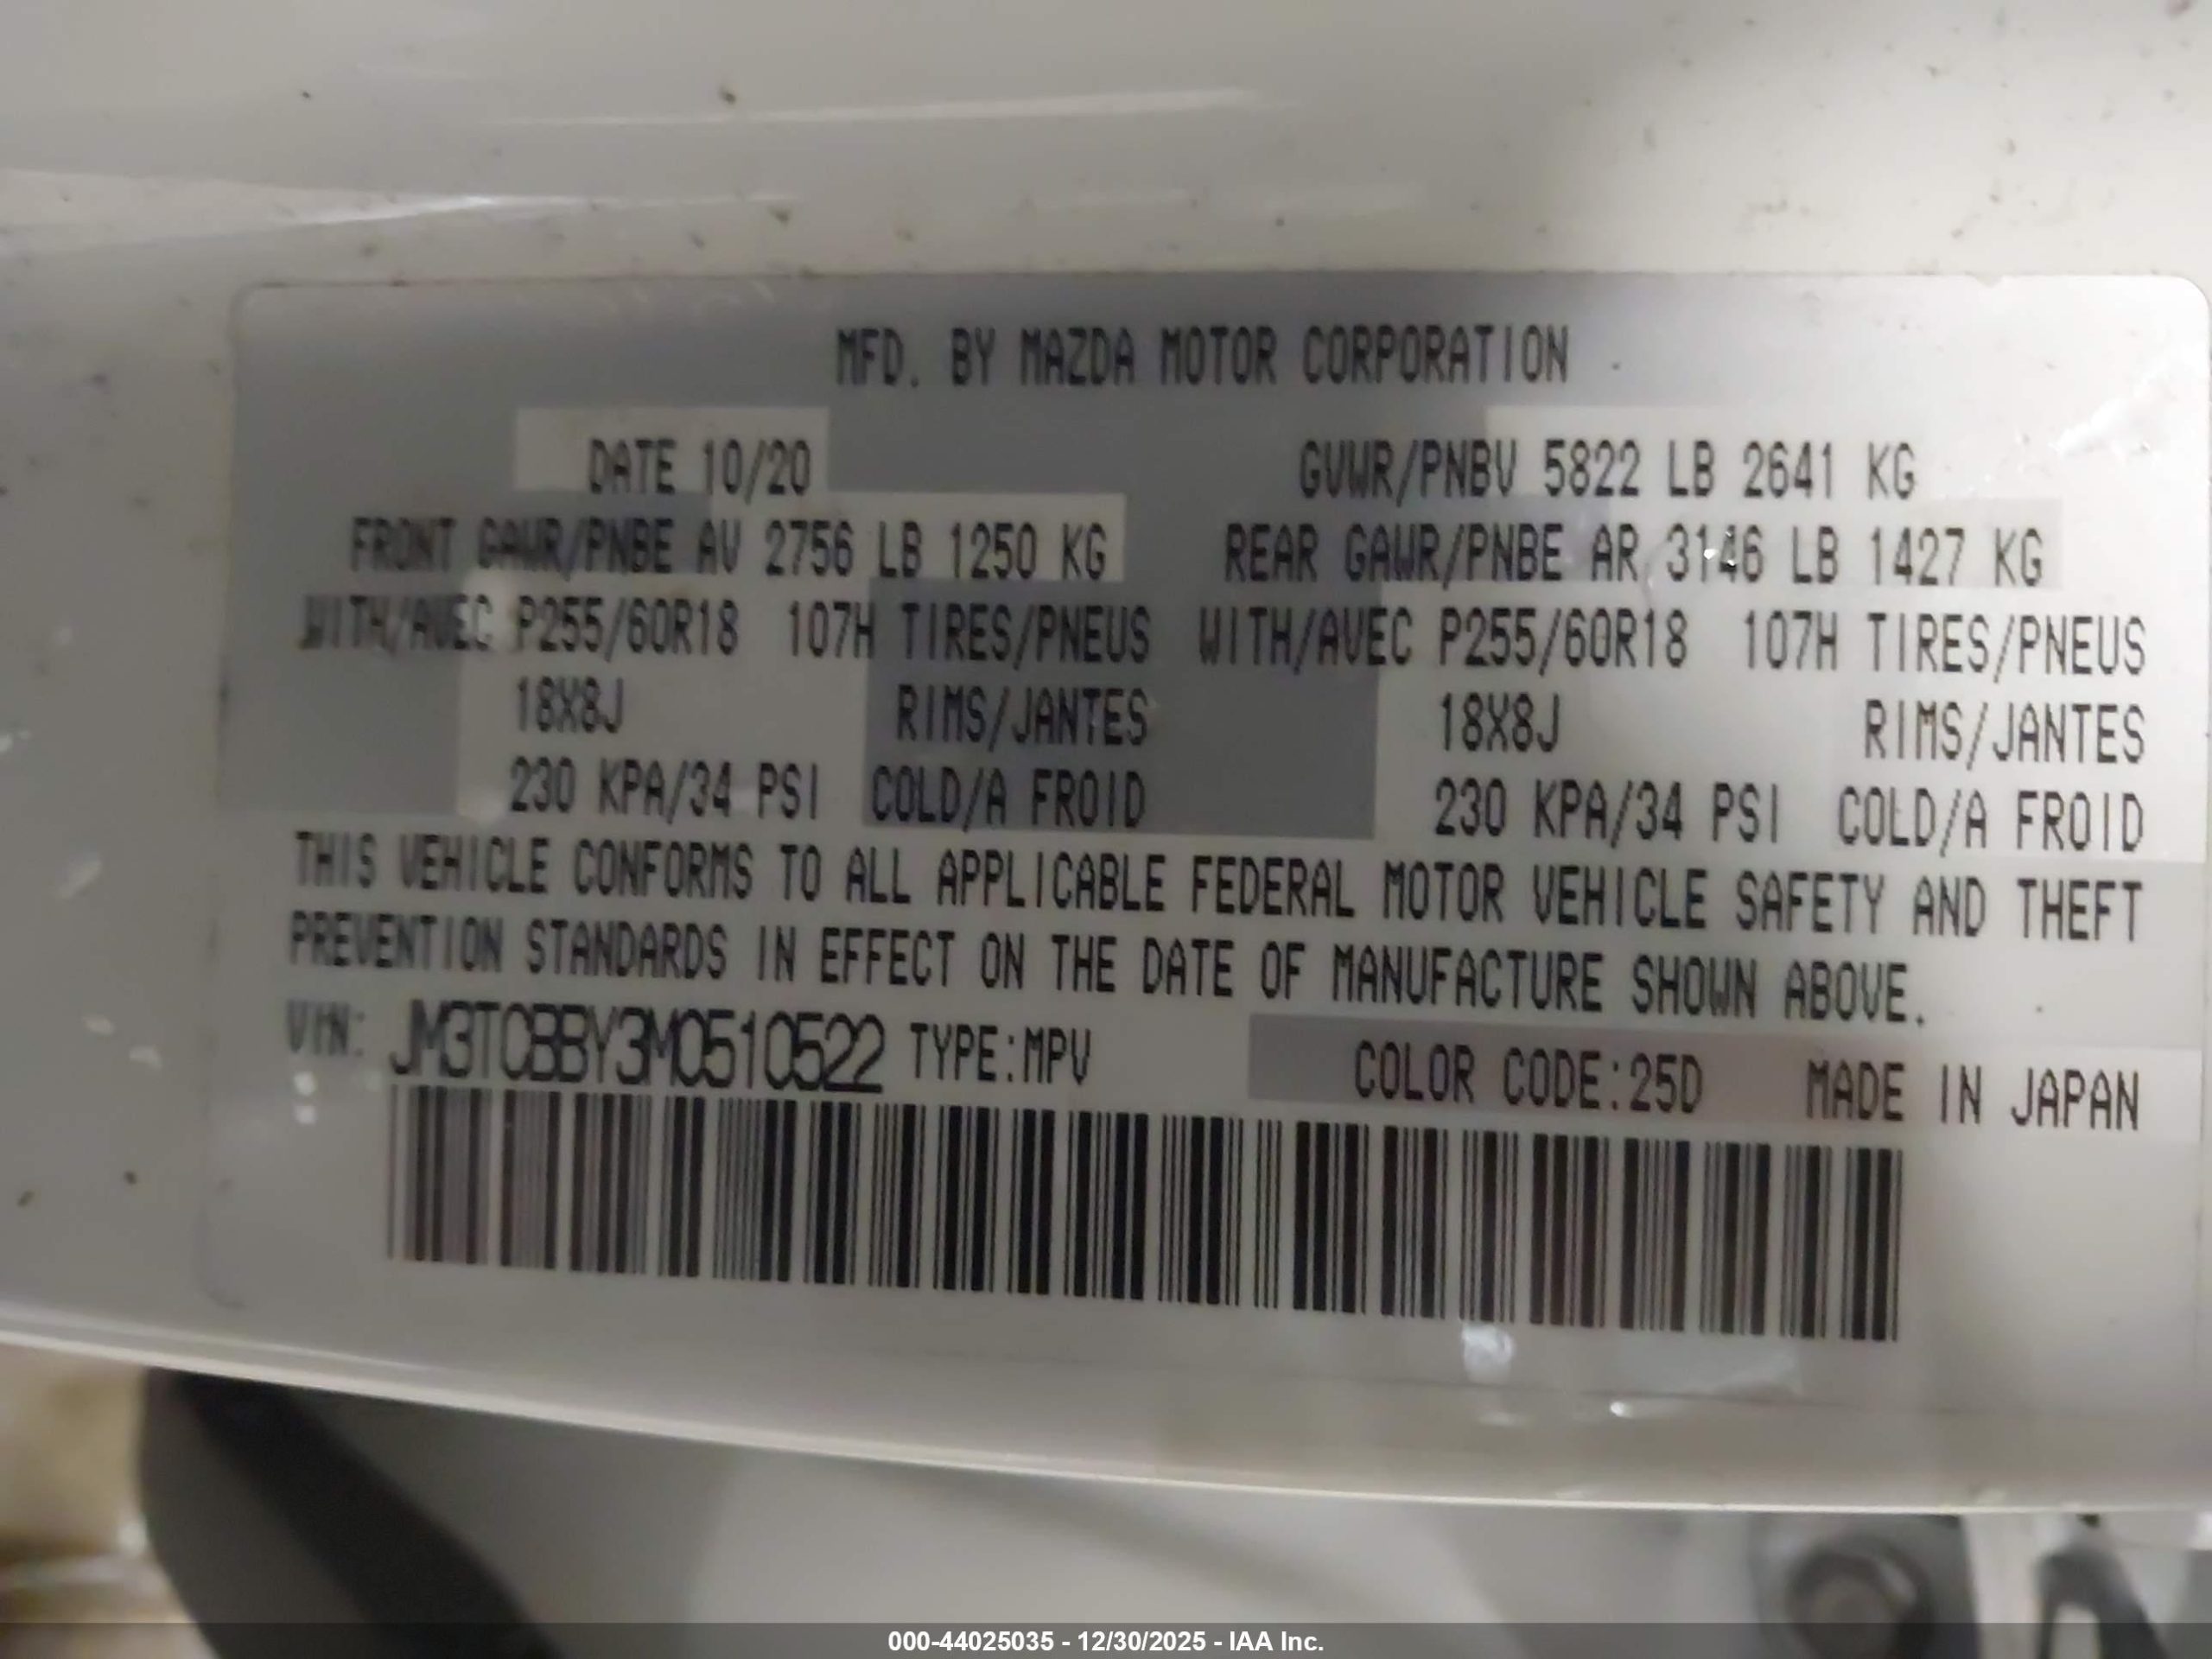 MFD. BY MAZDA MOTOR CORPORATION
DATE 10/20 GVWR/PNBV 5822 LB 2641 KG
FRONT GAWR/PNBE AV 2756 LB 1250 KG REAR GAWR/PNBE AR 3146 LB 1427 KG
WITH/AVEC P255/60R18 107H TIRES/PNEUS WITH/AVEC P255/60R18 107H TIRES/PNEUS
18X8J RIMS/JANTES 18X8J RIMS/JANTES
230 KPA/34 PSI COLD/A FROID 230 KPA/34 PSI COLD/A FROID
THIS VEHICLE CONFORMS TO ALL APPLICABLE FEDERAL MOTOR VEHICLE SAFETY AND THEFT
PREVENTION STANDARDS IN EFFECT ON THE DATE OF MANUFACTURE SHOWN ABOVE.
VIN: JM3TCBBY3M0510522 TYPE:MPV COLOR CODE:25D MADE IN JAPAN
000-44025035 - 12/30/2025 - IAA Inc.